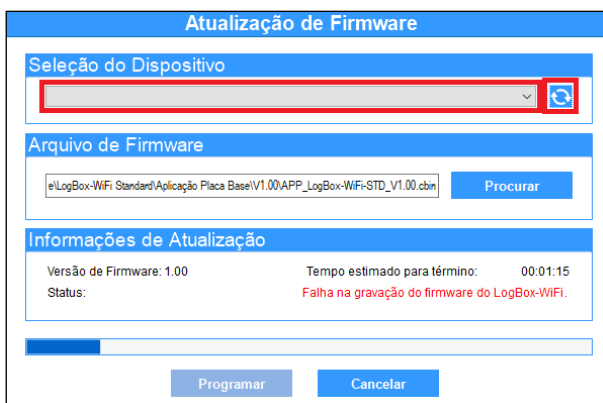 Atualização de Firmware
Seleção do Dispositivo
Arquivo de Firmware
e\LogBox-WiFi Standard\Aplicação Placa Base\V1.00\APP_LogBox-WiFi-STD_V1.00.cbin
Procurar
Informações de Atualização
Versão de Firmware: 1.00 Tempo estimado para término: 00:01:15
Status: Falha na gravação do firmware do LogBox-WiFi.
Programar Cancelar